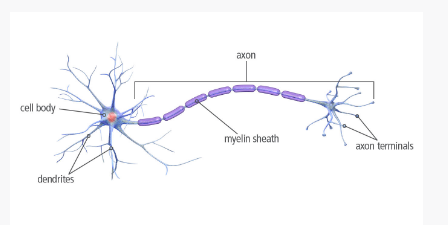 axon
cell body
myelin sheath
axon terminals
dendrites